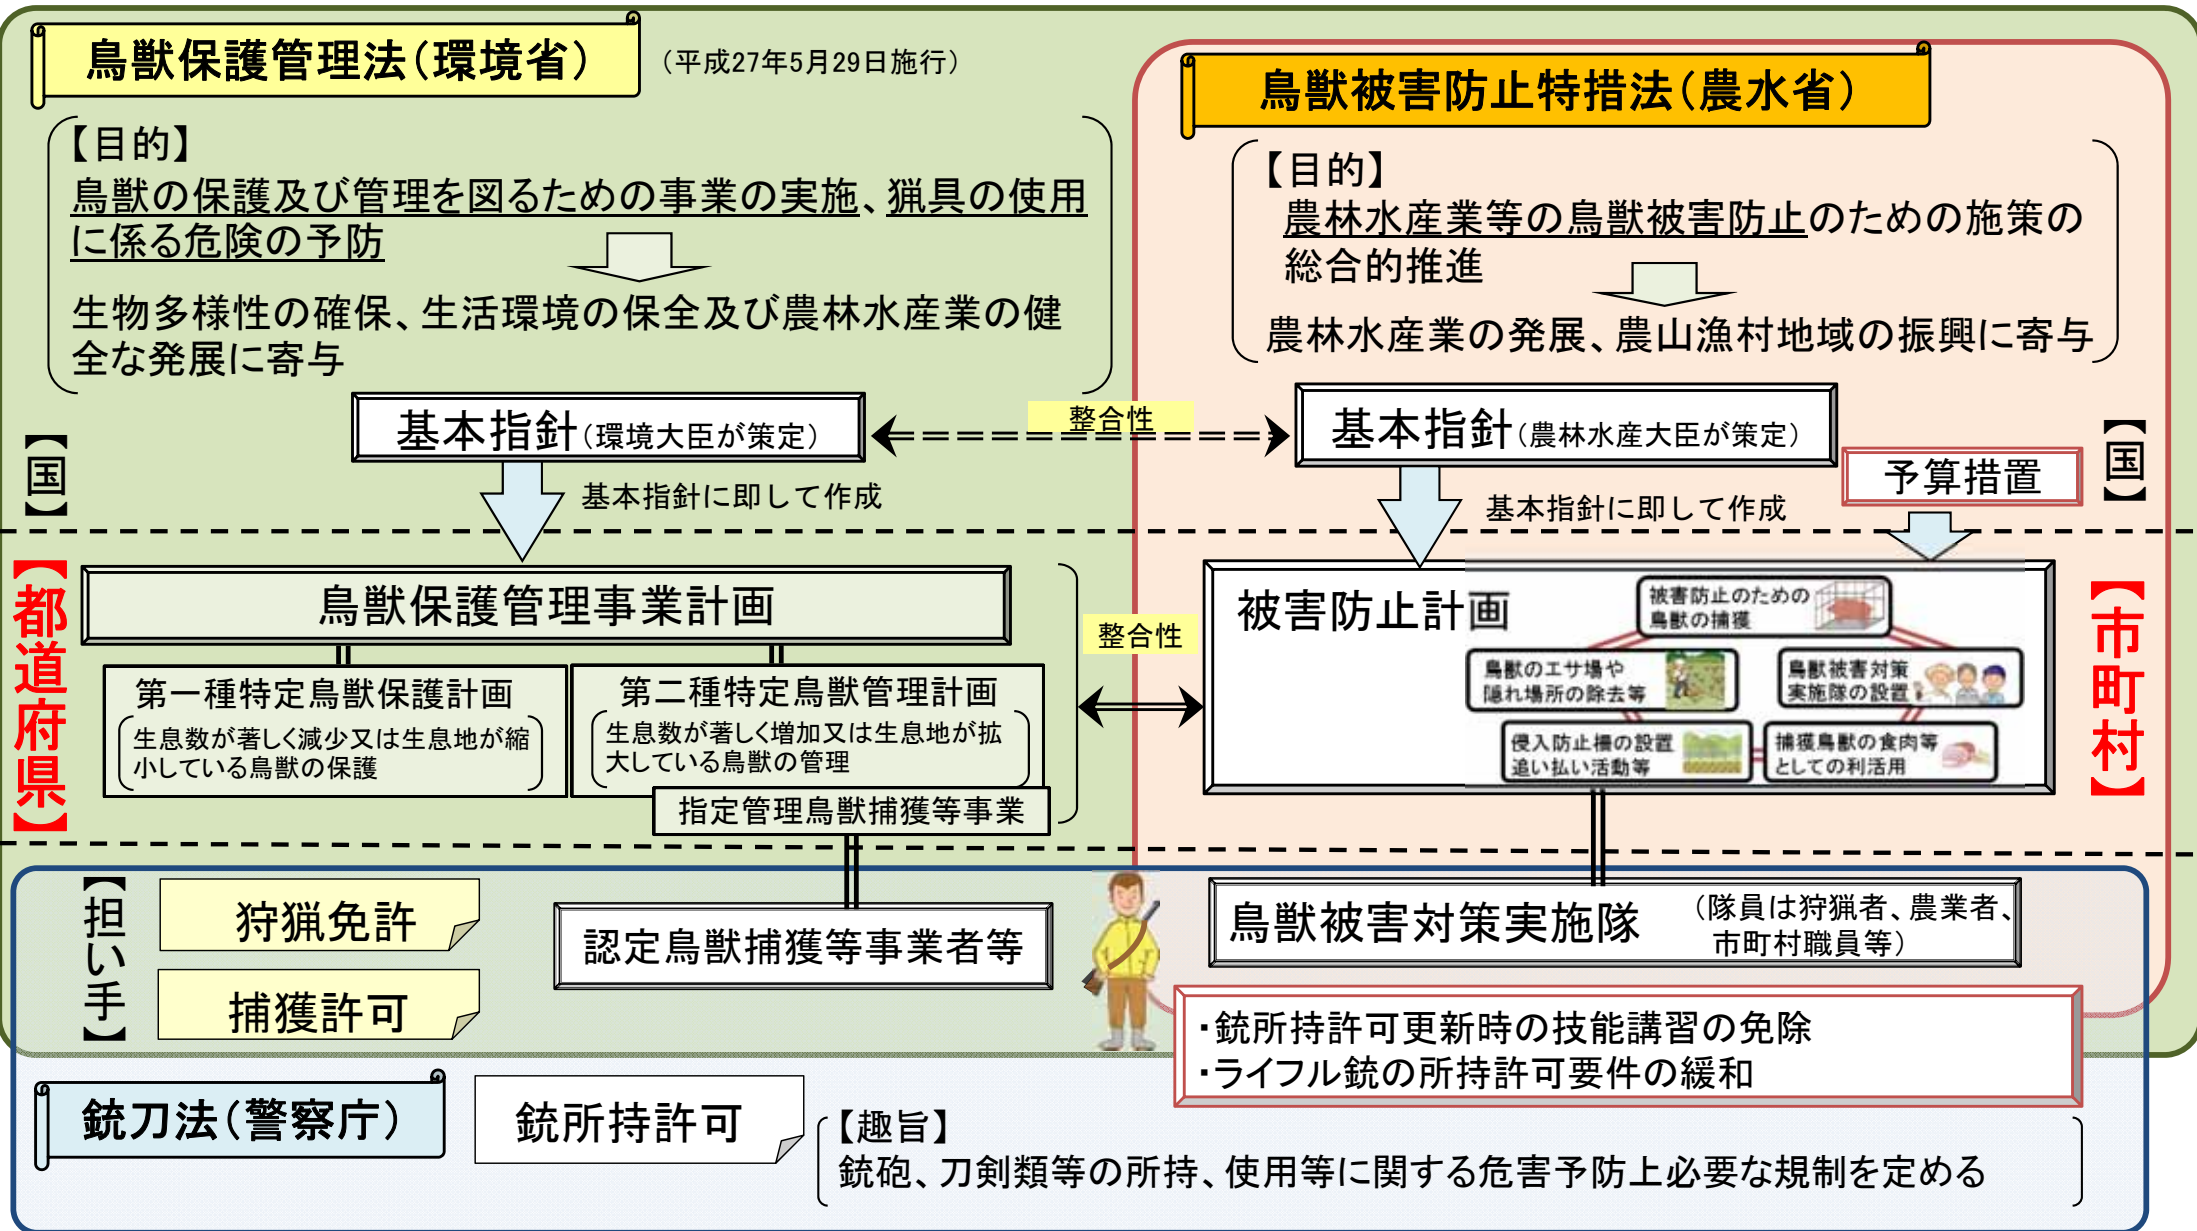 鳥獣保護管理法（環境省）
（平成27年5月29日施行）
【目的】
鳥獣の保護及び管理を図るための事業の実施、猟具の使用
に係る危険の予防
生物多様性の確保、生活環境の保全及び農林水産業の健
全な発展に寄与
鳥獣被害防止特措法（農水省）
【目的】
農林水産業等の鳥獣被害防止のための施策の
総合的推進
農林水産業の発展、農山漁村地域の振興に寄与
【国】
基本指針（環境大臣が策定）
整合性
基本指針（農林水産大臣が策定）
【国】
予算措置
基本指針に即して作成
基本指針に即して作成
【都道府県】
鳥獣保護管理事業計画
第一種特定鳥獣保護計画
生息数が著しく減少又は生息地が縮
小している鳥獣の保護
第二種特定鳥獣管理計画
生息数が著しく増加又は生息地が拡
大している鳥獣の管理
指定管理鳥獣捕獲等事業
整合性
【市町村】
被害防止計画
被害防止のための
鳥獣の捕獲
鳥獣のエサ場や
隠れ場所の除去等
鳥獣被害対策
実施隊の設置
侵入防止柵の設置
追い払い活動等
捕獲鳥獣の食肉等
としての利活用
【担い手】
狩猟免許
捕獲許可
認定鳥獣捕獲等事業者等
鳥獣被害対策実施隊
（隊員は狩猟者、農業者、
市町村職員等）
・銃所持許可更新時の技能講習の免除
・ライフル銃の所持許可要件の緩和
銃刀法（警察庁）
銃所持許可
【趣旨】
銃砲、刀剣類等の所持、使用等に関する危害予防上必要な規制を定める